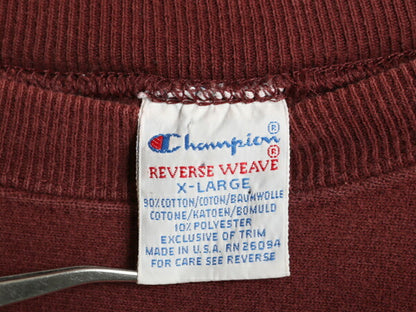 Champion®
REVERSE WEAVE®
X-LARGE
90%COTTON/COTON/BAUMWOLLE
COTONE/KATOEN/BOMULD
10% POLYESTER
EXCLUSIVE OF TRIM
MADE IN U.S.A. RN 26094
FOR CARE SEE REVERSE